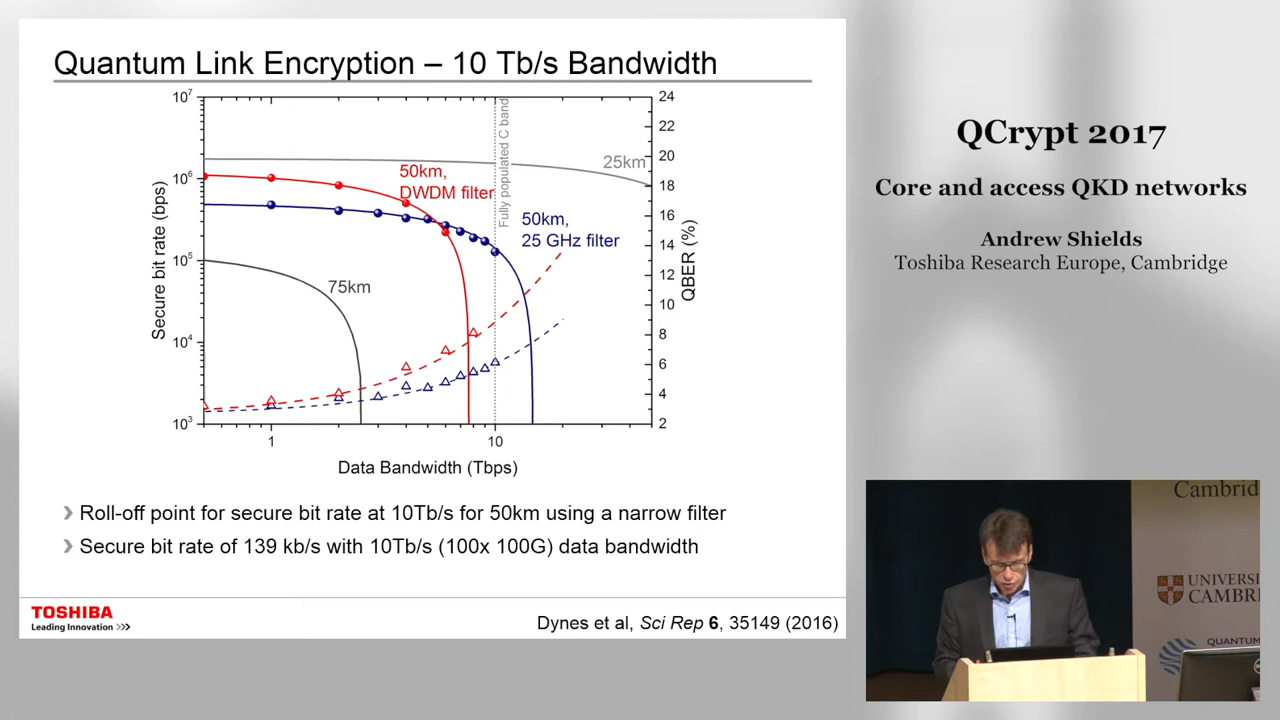 Quantum Link Encryption – 10 Tb/s Bandwidth
10⁷
10⁶
10⁵
10⁴
10³
Secure bit rate (bps)
24
22
20
18
16
14
12
10
8
6
4
2
QBER (%)
Fully populated C band
25km
50km,
DWDM filter
50km,
25 GHz filter
75km
1
10
Data Bandwidth (Tbps)
» Roll-off point for secure bit rate at 10Tb/s for 50km using a narrow filter
» Secure bit rate of 139 kb/s with 10Tb/s (100x 100G) data bandwidth
TOSHIBA
Leading Innovation >>>
Dynes et al, Sci Rep 6, 35149 (2016)
QCrypt 2017
Core and access QKD networks
Andrew Shields
Toshiba Research Europe, Cambridge
Cambrid
UNIVERSI
CAMBRI
QUANTUM